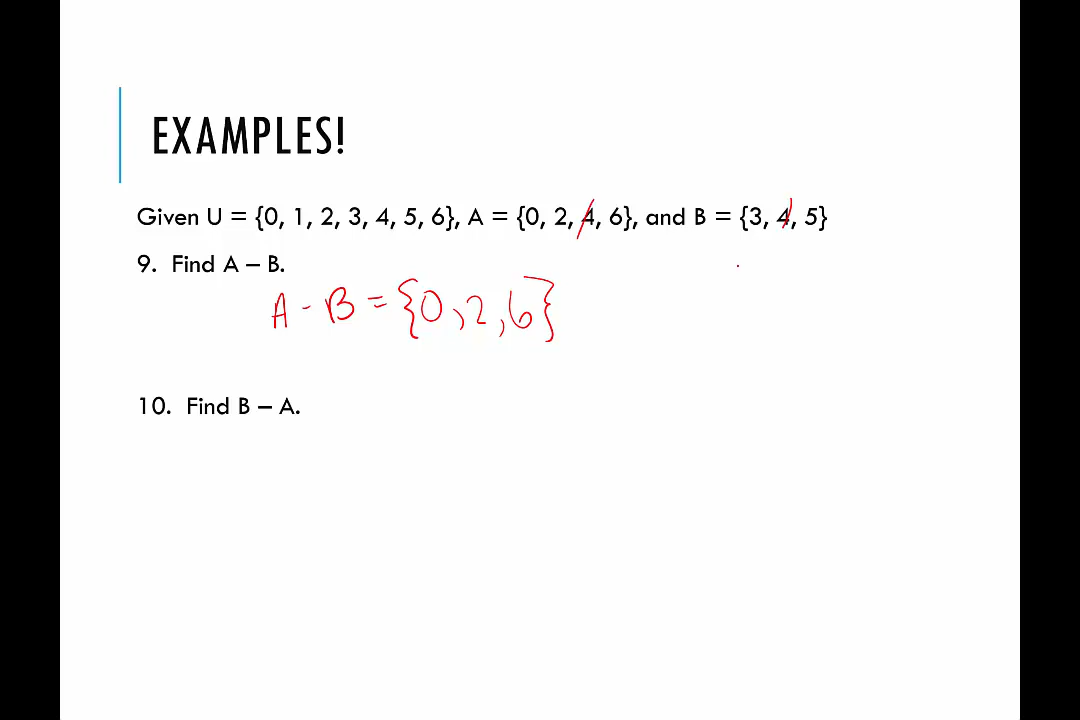 EXAMPLES!
Given U = {0, 1, 2, 3, 4, 5, 6}, A = {0, 2, 4, 6}, and B = {3, 4, 5}
9. Find A – B.
A - B = {0, 2, 6}
10. Find B – A.